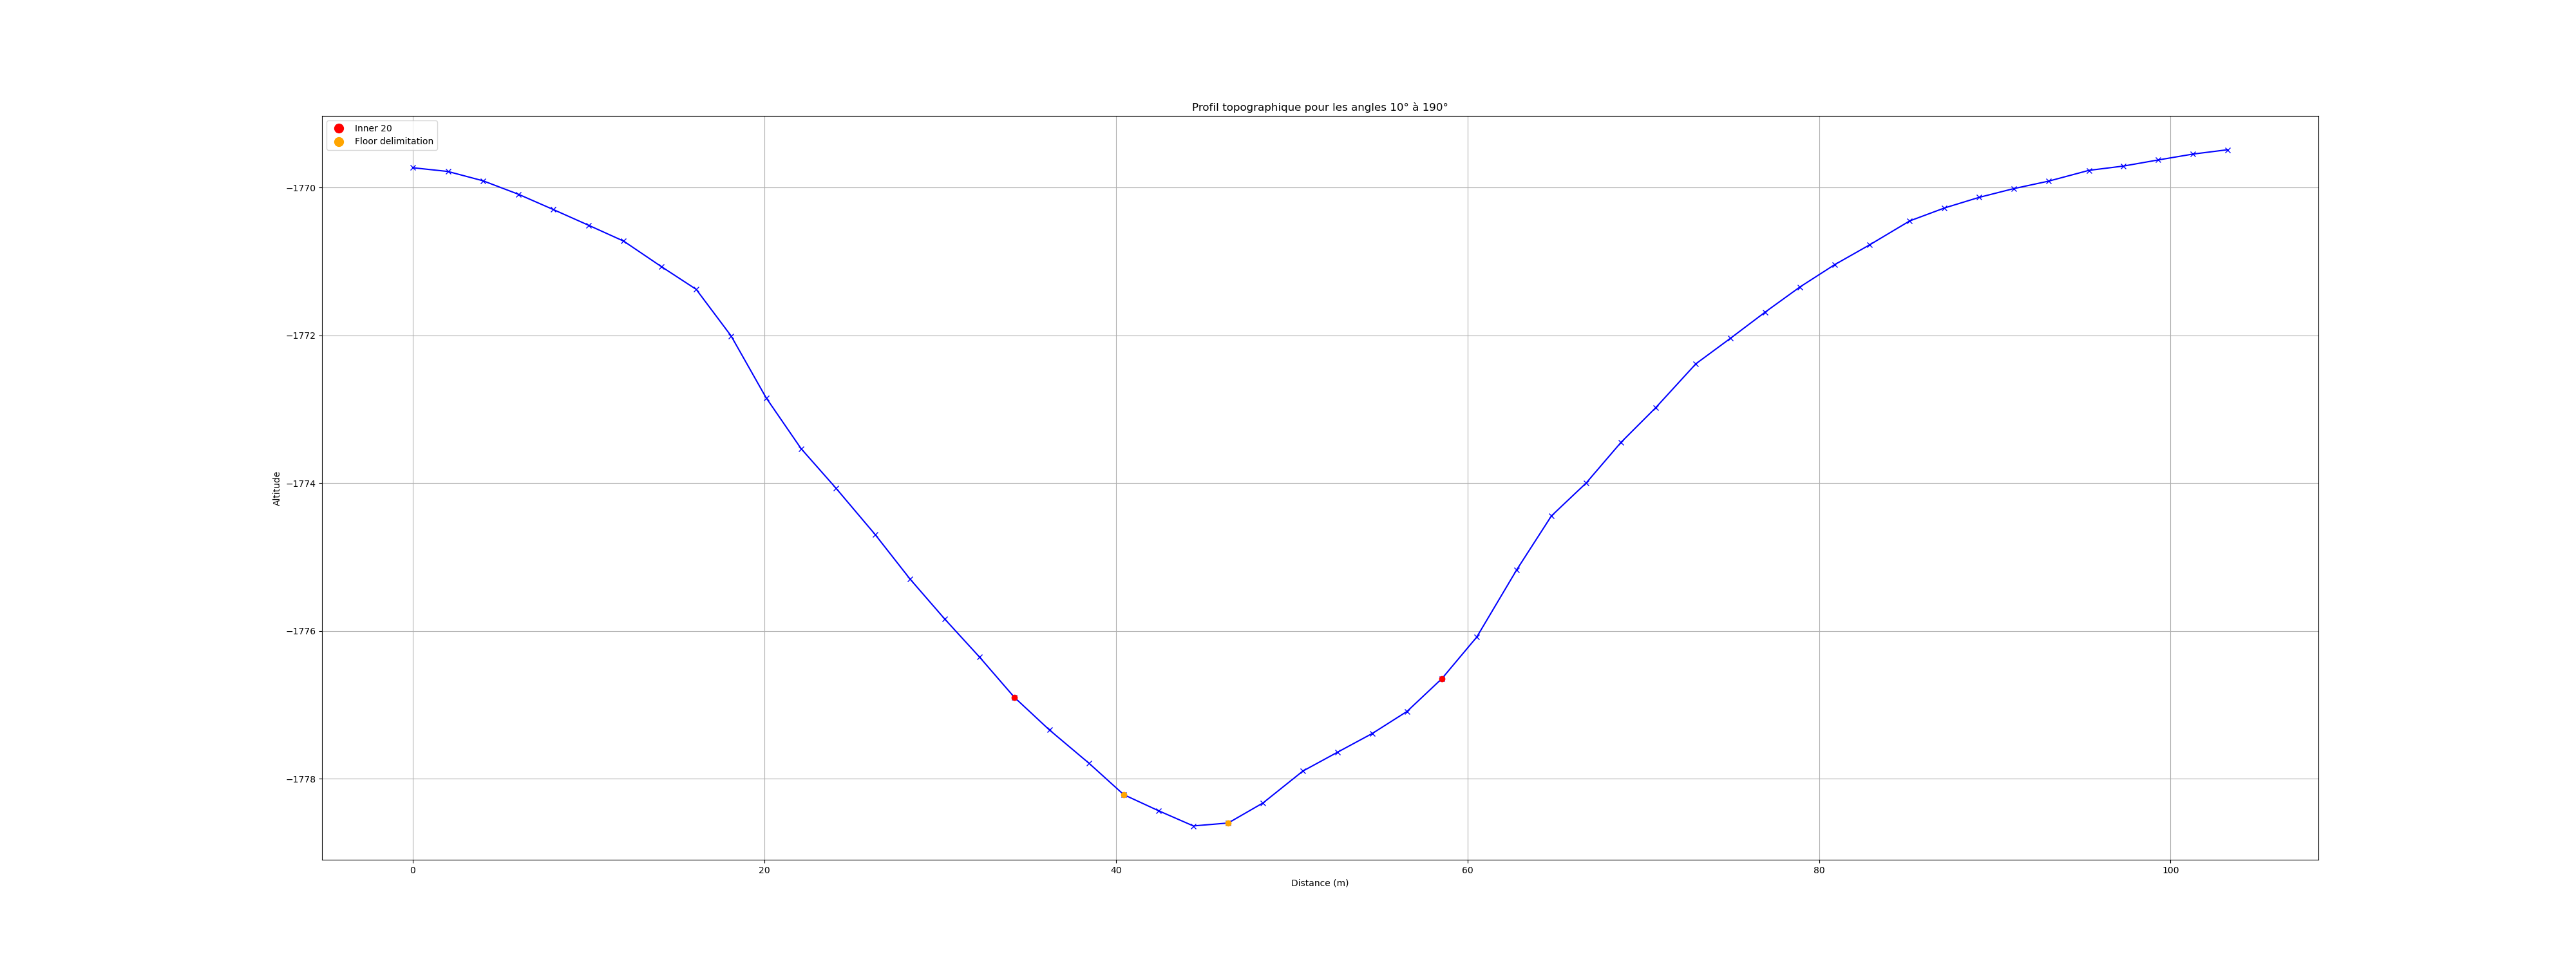 Profil topographique pour les angles 10° à 190°
Inner 20
Floor delimitation
−1770
−1772
−1774
−1776
−1778
Altitude
0
20
40
60
80
100
Distance (m)